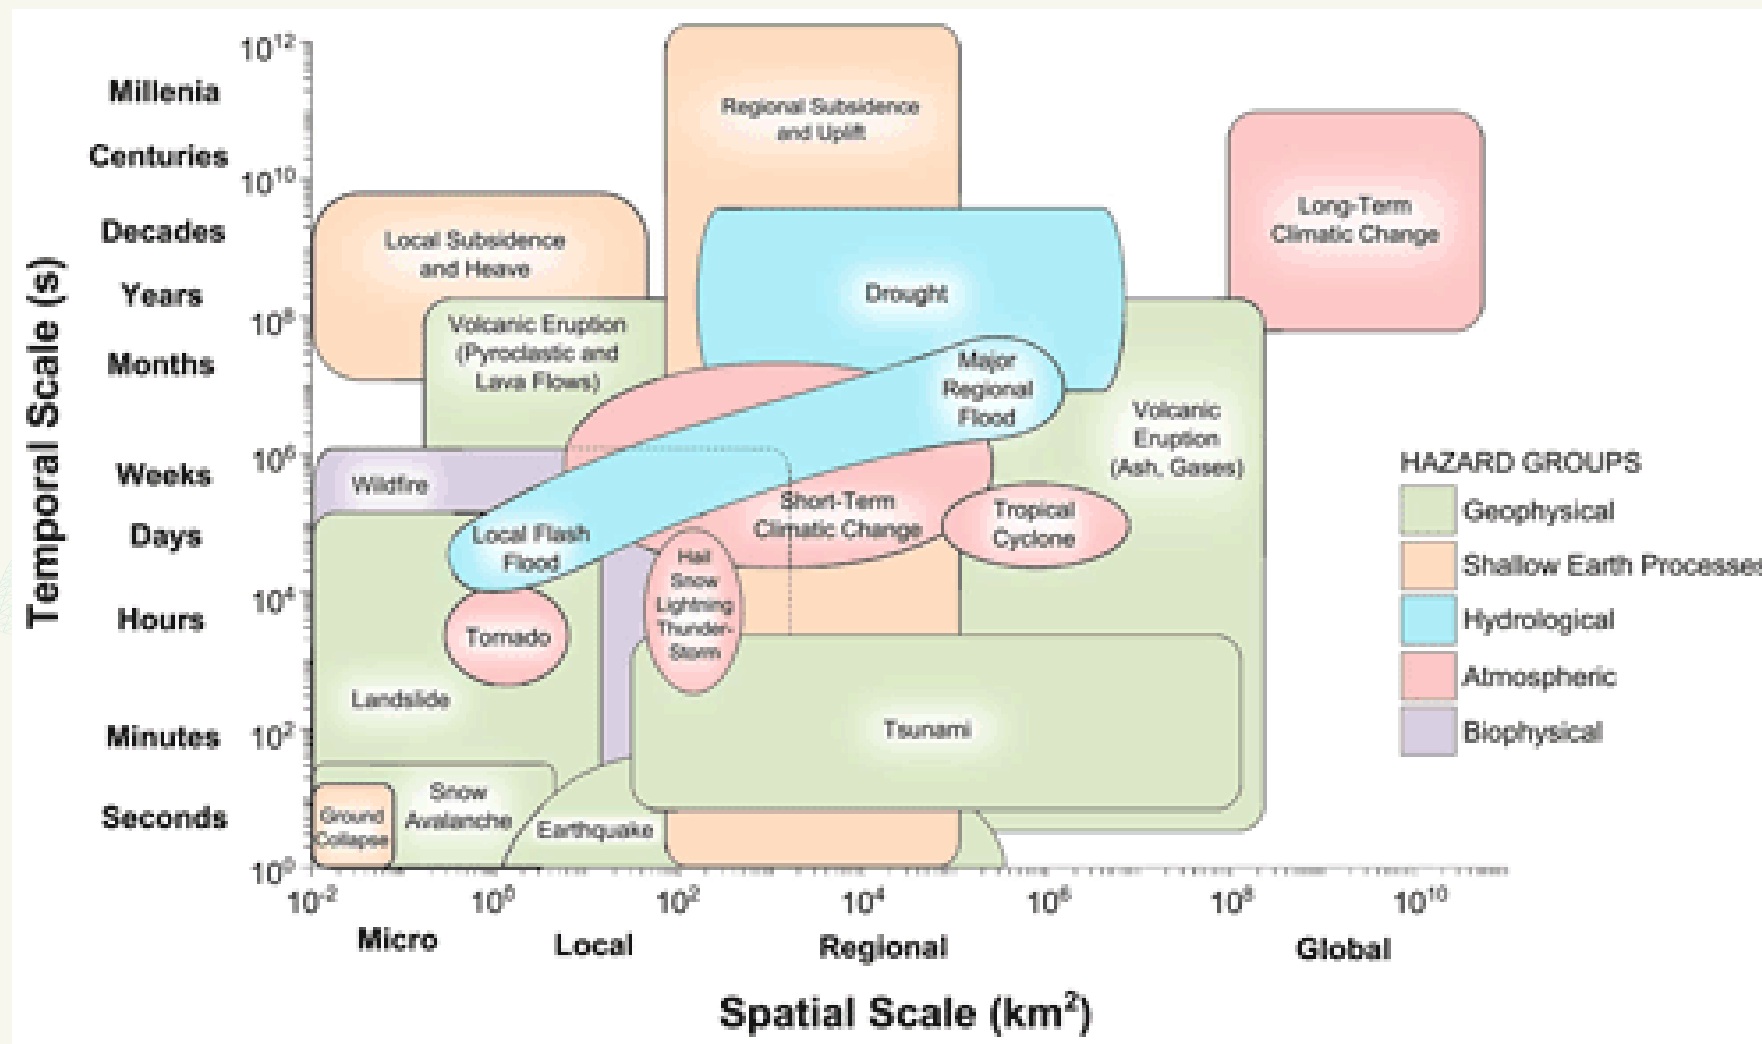 10¹²
Millenia
Centuries
10¹⁰
Decades
Years
10⁸
Months
10⁶
Weeks
Days
10⁴
Hours
Minutes
10²
Seconds
10⁰
Temporal Scale (s)
Regional Subsidence
and Uplift
Long-Term
Climatic Change
Local Subsidence
and Heave
Drought
Volcanic Eruption
(Pyroclastic and
Lava Flows)
Major
Regional
Flood
Volcanic
Eruption
(Ash, Gases)
Wildfire
Short-Term
Climatic Change
Tropical
Cyclone
Local Flash
Flood
Hail
Snow
Lightning
Thunder-
Storm
Tornado
Landslide
Tsunami
Snow
Avalanche
Ground
Collapse
Earthquake
HAZARD GROUPS
Geophysical
Shallow Earth Processes
Hydrological
Atmospheric
Biophysical
10⁻² 10⁰ 10² 10⁴ 10⁶ 10⁸ 10¹⁰
Micro Local Regional Global
Spatial Scale (km²)